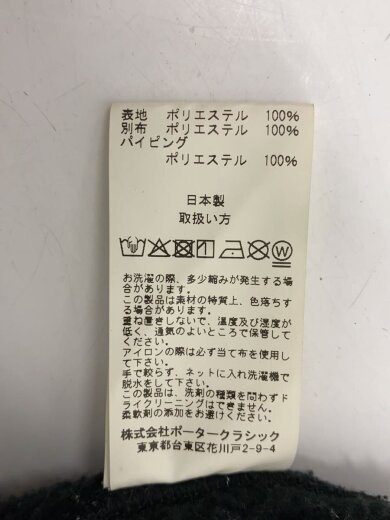 表地 ポリエステル 100%
別布 ポリエステル 100%
パイピング
ポリエステル 100%
日本製
取扱い方
お洗濯の際、多少縮みが発生する場
合があります。
この製品は素材の特質上、色落ちす
る場合があります。
重ね置きしないで、温度及び湿度が
低く、通気のよいところで保管して
ください。
アイロンの際は必ず当て布を使用し
て下さい。
手で絞らず、ネットに入れ洗濯機で
脱水をして下さい。
この製品は、洗剤の種類を問わずド
ライクリーニングはできません。
柔軟剤の添加をお避けください。
株式会社ポータークラシック
東京都台東区花川戸2-9-4